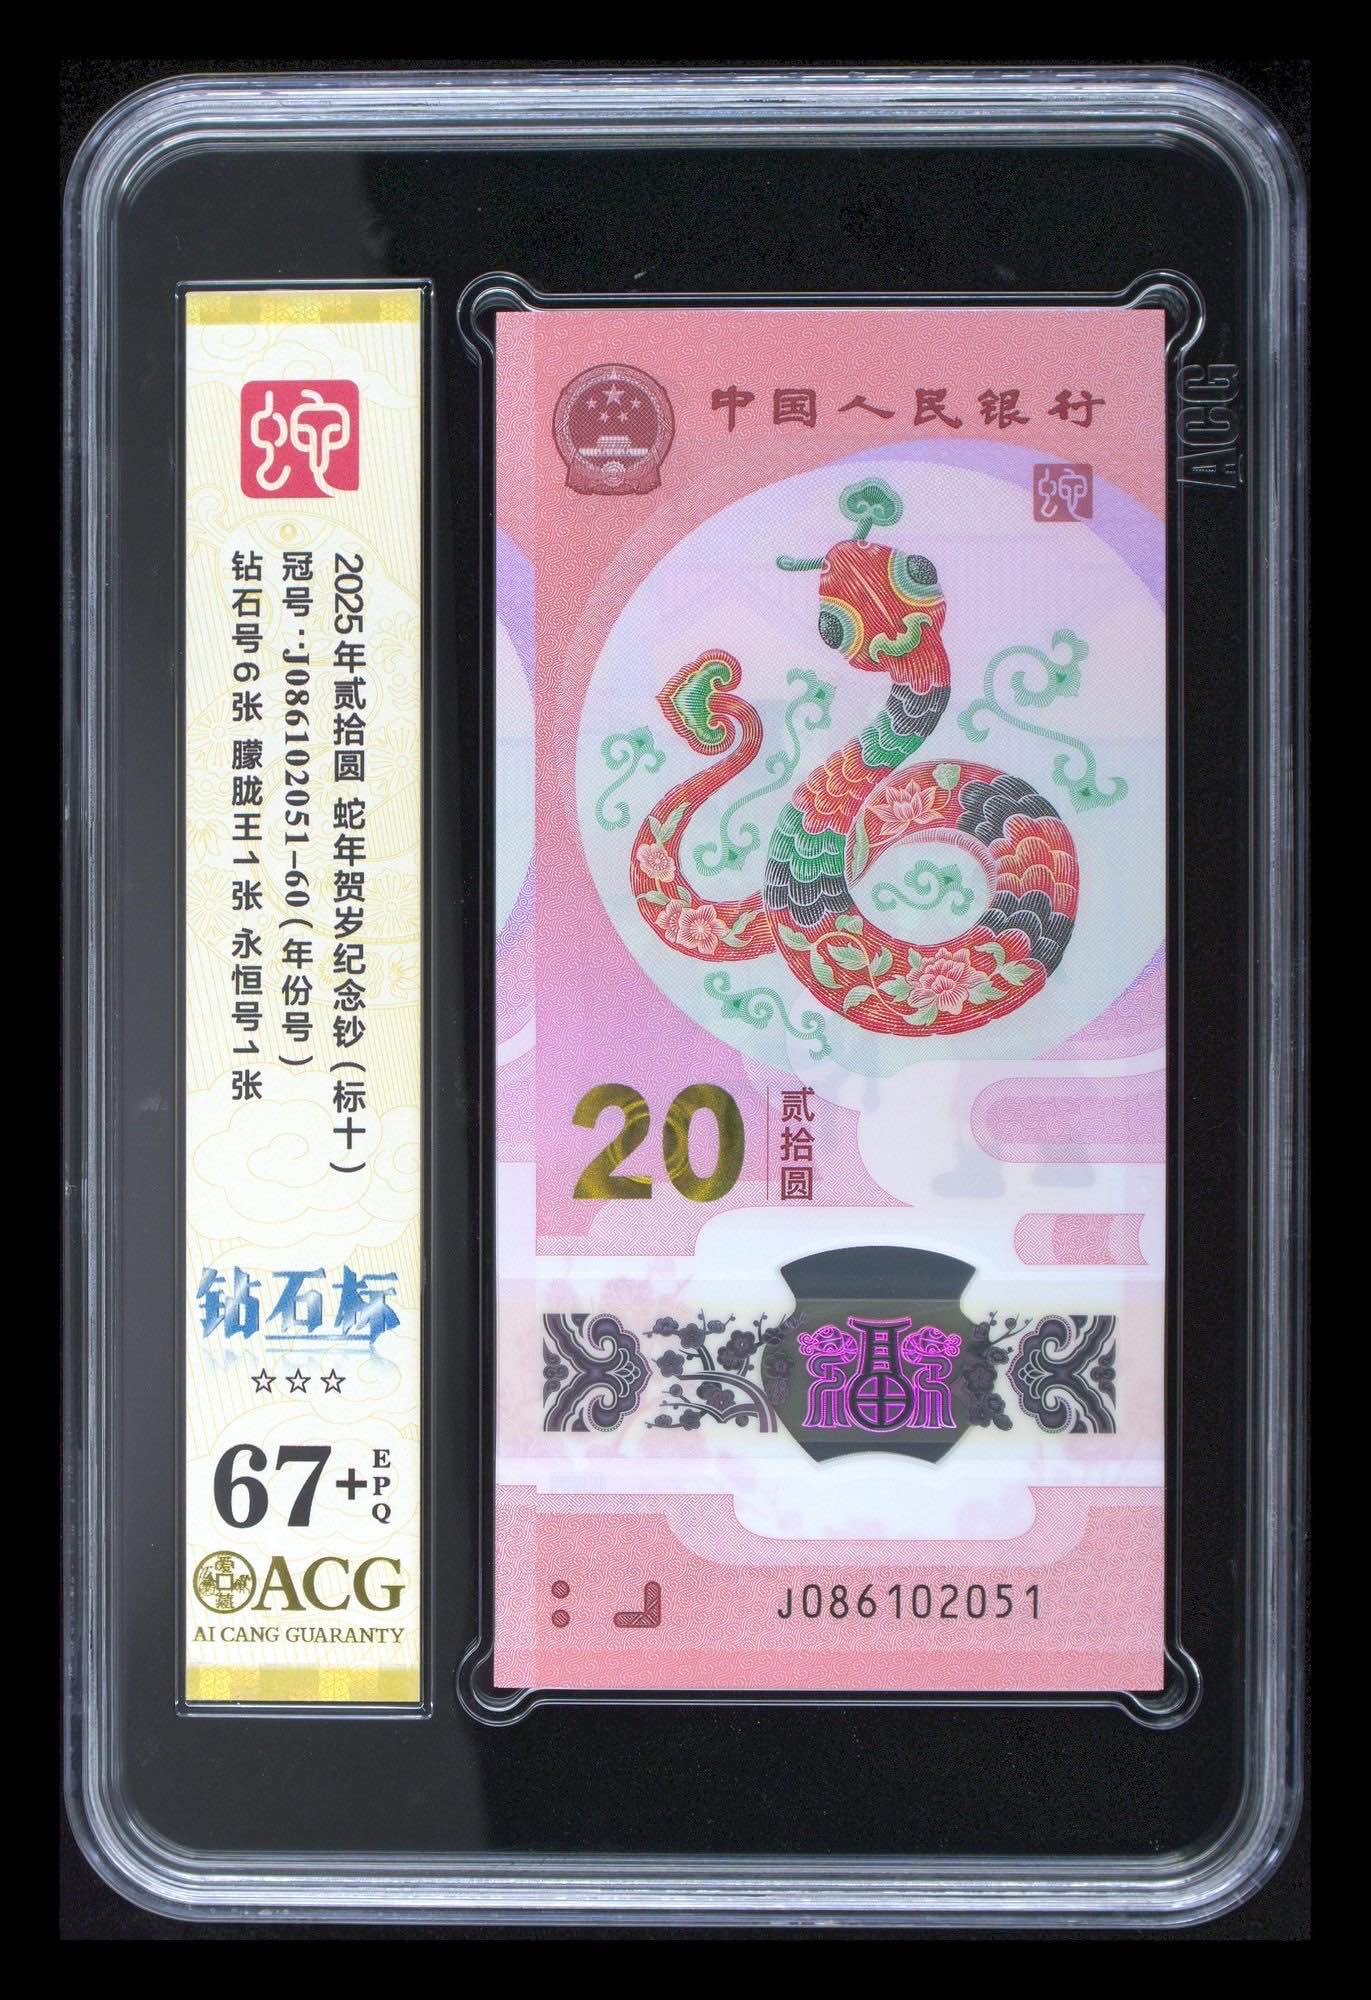 蛇
2025年贰拾圆 蛇年贺岁纪念钞(标十)
冠号:J086102051-60(年份号)
钻石号6张 朦胧王1张 永恒号1张
钻石标
☆☆☆
67+
EPQ
ACG
AI CANG GUARANTY
中国人民银行
蛇
20
贰拾圆
J086102051
ACG